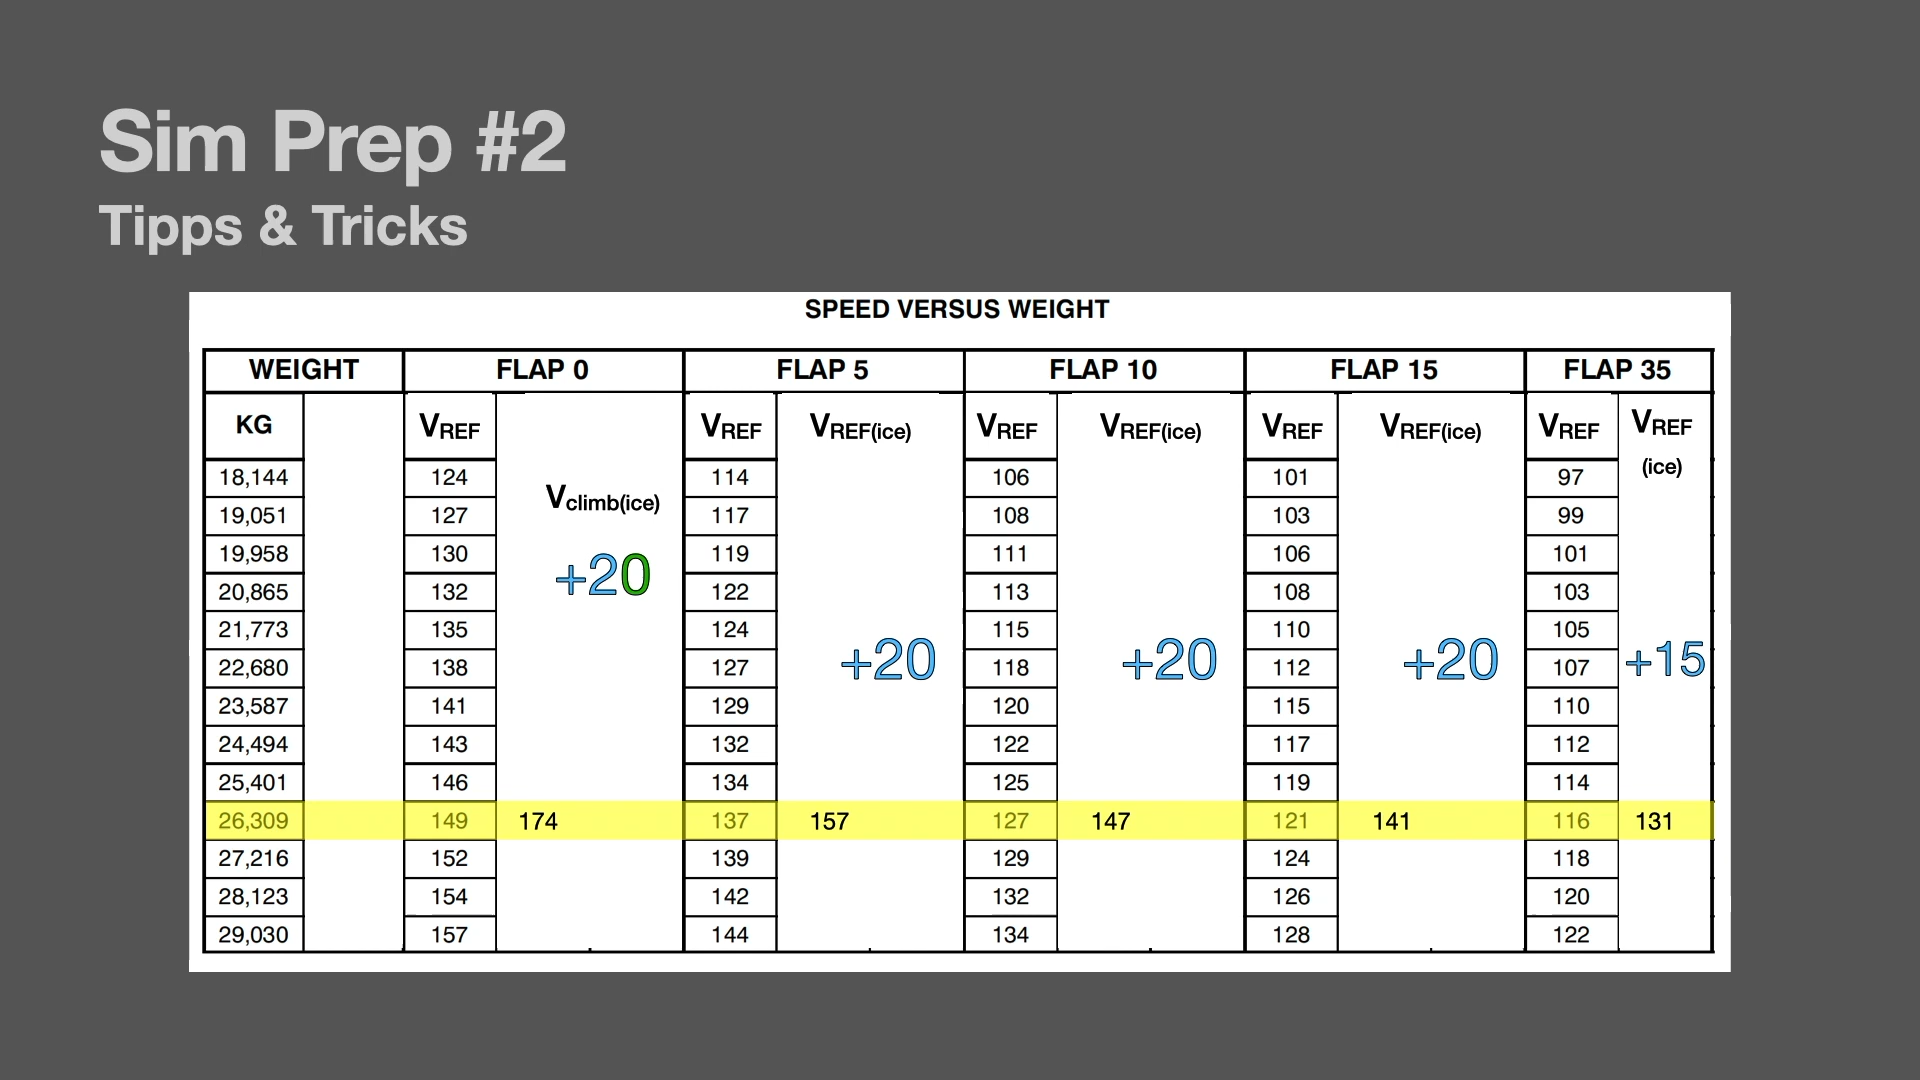 Sim Prep #2
Tipps & Tricks
SPEED VERSUS WEIGHT
WEIGHT FLAP 0 FLAP 5 FLAP 10 FLAP 15 FLAP 35
KG VREF VREF VREF(ice) VREF VREF(ice) VREF VREF(ice) VREF VREF (ice)
18,144 124 114 106 101 97
Vclimb(ice)
19,051 127 117 108 103 99
19,958 130 119 111 106 101
+20
20,865 132 122 113 108 103
21,773 135 124 115 110 105
22,680 138 127 +20 118 +20 112 +20 107 +15
23,587 141 129 120 115 110
24,494 143 132 122 117 112
25,401 146 134 125 119 114
26,309 149 174 137 157 127 147 121 141 116 131
27,216 152 139 129 124 118
28,123 154 142 132 126 120
29,030 157 144 134 128 122